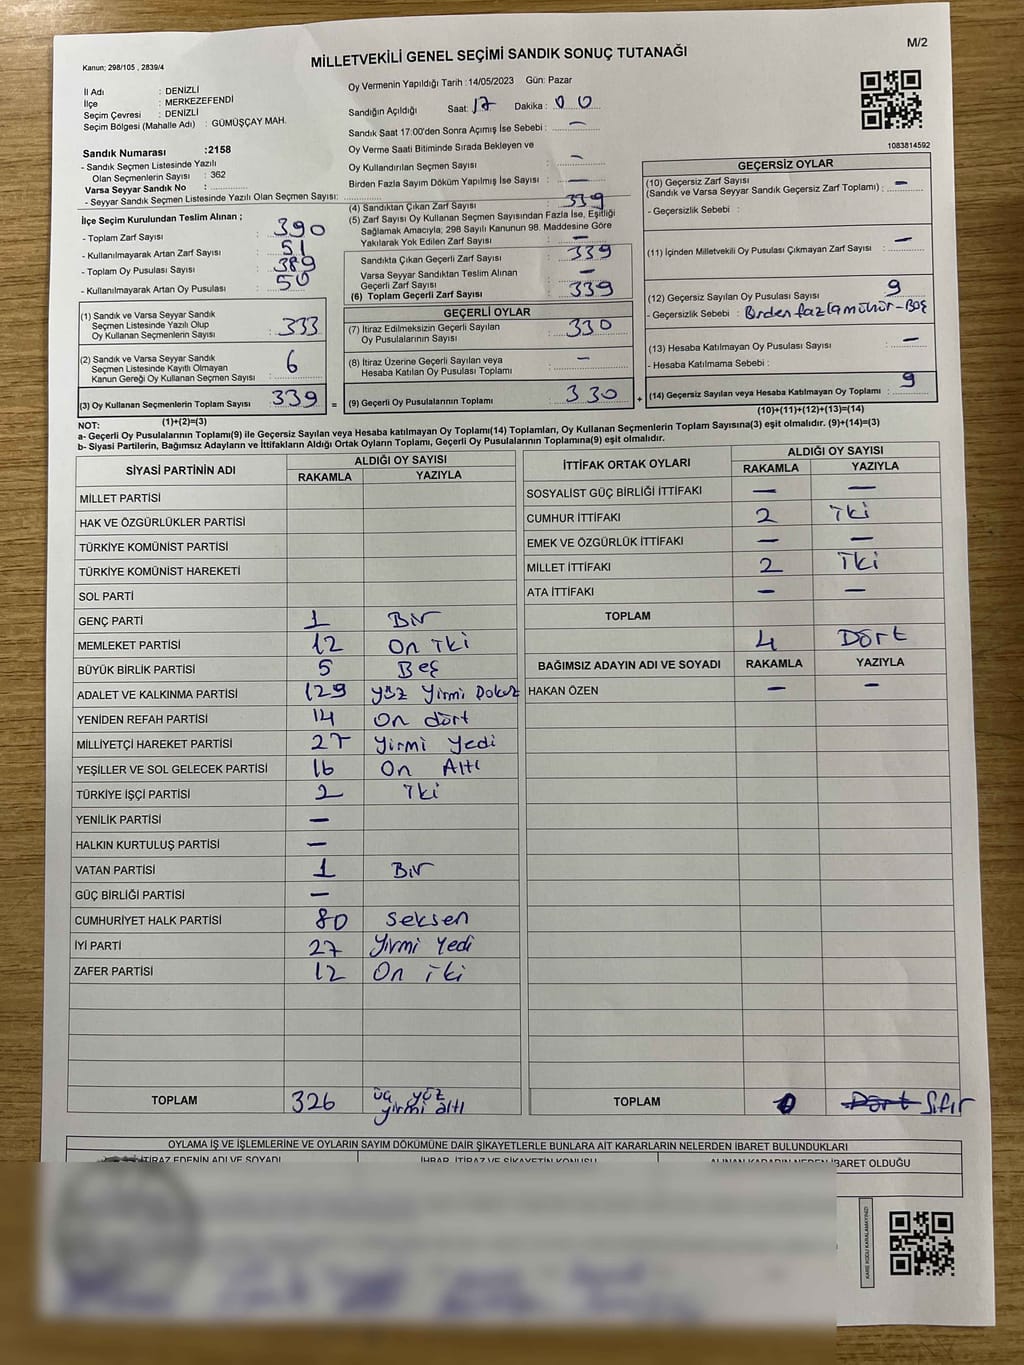 M/2
MİLLETVEKİLİ GENEL SEÇİMİ SANDIK SONUÇ TUTANAĞI
Kanun; 298/105 , 2839/4
İl Adı : DENİZLİ
İlçe : MERKEZEFENDİ
Seçim Çevresi : DENİZLİ
Seçim Bölgesi (Mahalle Adı) : GÜMÜŞÇAY MAH.
Sandık Numarası :2158
- Sandık Seçmen Listesinde Yazılı
Olan Seçmenlerin Sayısı : 362
Varsa Seyyar Sandık No :
- Seyyar Sandık Seçmen Listesinde Yazılı Olan Seçmen Sayısı:
Oy Vermenin Yapıldığı Tarih : 14/05/2023 Gün: Pazar
Sandığın Açıldığı Saat: 17 Dakika : 00
Sandık Saat 17:00'den Sonra Açımış İse Sebebi : —
Oy Verme Saati Bitiminde Sırada Bekleyen ve
Oy Kullandırılan Seçmen Sayısı : —
Birden Fazla Sayım Döküm Yapılmış İse Sayısı : —
1083814592
İlçe Seçim Kurulundan Teslim Alınan ;
- Toplam Zarf Sayısı : 390
- Kullanılmayarak Artan Zarf Sayısı : 51
- Toplam Oy Pusulası Sayısı : 389
- Kullanılmayarak Artan Oy Pusulası : 50
(1) Sandık ve Varsa Seyyar Sandık
Seçmen Listesinde Yazılı Olup
Oy Kullanan Seçmenlerin Sayısı : 333
(2) Sandık ve Varsa Seyyar Sandık
Seçmen Listesinde Kayıtlı Olmayan
Kanun Gereği Oy Kullanan Seçmen Sayısı : 6
(3) Oy Kullanan Seçmenlerin Toplam Sayısı : 339
(1)+(2)=(3)
(4) Sandıktan Çıkan Zarf Sayısı : 339
(5) Zarf Sayısı Oy Kullanan Seçmen Sayısından Fazla İse, Eşitliği
Sağlamak Amacıyla; 298 Sayılı Kanunun 98. Maddesine Göre
Yakılarak Yok Edilen Zarf Sayısı : —
Sandıkta Çıkan Geçerli Zarf Sayısı : 339
Varsa Seyyar Sandıktan Teslim Alınan
Geçerli Zarf Sayısı : —
(6) Toplam Geçerli Zarf Sayısı : 339
GEÇERLİ OYLAR
(7) İtiraz Edilmeksizin Geçerli Sayılan
Oy Pusulalarının Sayısı : 330
(8) İtiraz Üzerine Geçerli Sayılan veya
Hesaba Katılan Oy Pusulası Toplamı : —
= (9) Geçerli Oy Pusulalarının Toplamı : 330
GEÇERSİZ OYLAR
(10) Geçersiz Zarf Sayısı
(Sandık ve Varsa Seyyar Sandık Geçersiz Zarf Toplamı) : —
- Geçersizlik Sebebi :
(11) İçinden Milletvekili Oy Pusulası Çıkmayan Zarf Sayısı : —
(12) Geçersiz Sayılan Oy Pusulası Sayısı : 9
- Geçersizlik Sebebi : Birden fazla mühür-Boş
(13) Hesaba Katılmayan Oy Pusulası Sayısı : —
- Hesaba Katılmama Sebebi :
+ (14) Geçersiz Sayılan veya Hesaba Katılmayan Oy Toplamı : 9
(10)+(11)+(12)+(13)=(14)
NOT:
a- Geçerli Oy Pusulalarının Toplamı(9) ile Geçersiz Sayılan veya Hesaba katılmayan Oy Toplamı(14) Toplamları, Oy Kullanan Seçmenlerin Toplam Sayısına(3) eşit olmalıdır. (9)+(14)=(3)
b- Siyasi Partilerin, Bağımsız Adayların ve İttifakların Aldığı Ortak Oyların Toplamı, Geçerli Oy Pusulalarının Toplamına(9) eşit olmalıdır.
SİYASİ PARTİNİN ADI ALDIĞI OY SAYISI
RAKAMLA YAZIYLA
MİLLET PARTİSİ
HAK VE ÖZGÜRLÜKLER PARTİSİ
TÜRKİYE KOMÜNİST PARTİSİ
TÜRKİYE KOMÜNİST HAREKETİ
SOL PARTİ
GENÇ PARTİ 1 Bir
MEMLEKET PARTİSİ 12 On iki
BÜYÜK BİRLİK PARTİSİ 5 Beş
ADALET VE KALKINMA PARTİSİ 129 Yüz Yirmi Dokuz
YENİDEN REFAH PARTİSİ 14 On dört
MİLLİYETÇİ HAREKET PARTİSİ 27 Yirmi Yedi
YEŞİLLER VE SOL GELECEK PARTİSİ 16 On Altı
TÜRKİYE İŞÇİ PARTİSİ 2 İki
YENİLİK PARTİSİ —
HALKIN KURTULUŞ PARTİSİ —
VATAN PARTİSİ 1 Bir
GÜÇ BİRLİĞİ PARTİSİ —
CUMHURİYET HALK PARTİSİ 80 Seksen
İYİ PARTİ 27 Yirmi Yedi
ZAFER PARTİSİ 12 On iki
TOPLAM 326 üç yüz
yirmi altı
İTTİFAK ORTAK OYLARI ALDIĞI OY SAYISI
RAKAMLA YAZIYLA
SOSYALİST GÜÇ BİRLİĞİ İTTİFAKI — —
CUMHUR İTTİFAKI 2 İki
EMEK VE ÖZGÜRLÜK İTTİFAKI — —
MİLLET İTTİFAKI 2 İki
ATA İTTİFAKI — —
TOPLAM 4 Dört
BAĞIMSIZ ADAYIN ADI VE SOYADI RAKAMLA YAZIYLA
HAKAN ÖZEN — —
TOPLAM 0 Dört Sıfır
OYLAMA İŞ VE İŞLEMLERİNE VE OYLARIN SAYIM DÖKÜMÜNE DAİR ŞİKAYETLERLE BUNLARA AİT KARARLARIN NELERDEN İBARET BULUNDUKLARI
İTİRAZ EDENİN ADI VE SOYADI İHBAR, İTİRAZ VE ŞİKAYETİN KONUSU ALINAN KARARIN NEDEN İBARET OLDUĞU
KARE KODU KARALAMAYINIZ!